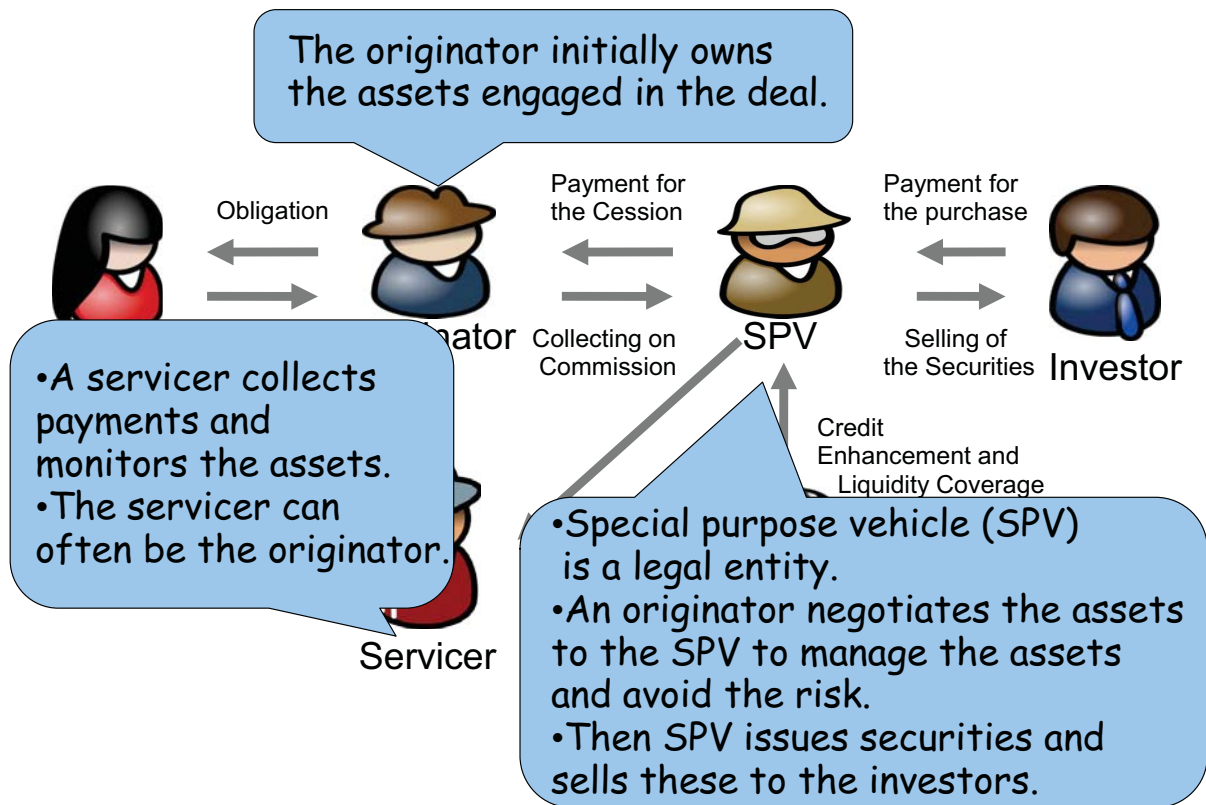 The originator initially owns
the assets engaged in the deal.
Obligation
Payment for
the Cession
Payment for
the purchase
nator
Collecting on
Commission
SPV
Selling of
the Securities
Investor
•A servicer collects
payments and
monitors the assets.
•The servicer can
often be the originator.
Credit
Enhancement and
Liquidity Coverage
Servicer
•Special purpose vehicle (SPV)
is a legal entity.
•An originator negotiates the assets
to the SPV to manage the assets
and avoid the risk.
•Then SPV issues securities and
sells these to the investors.